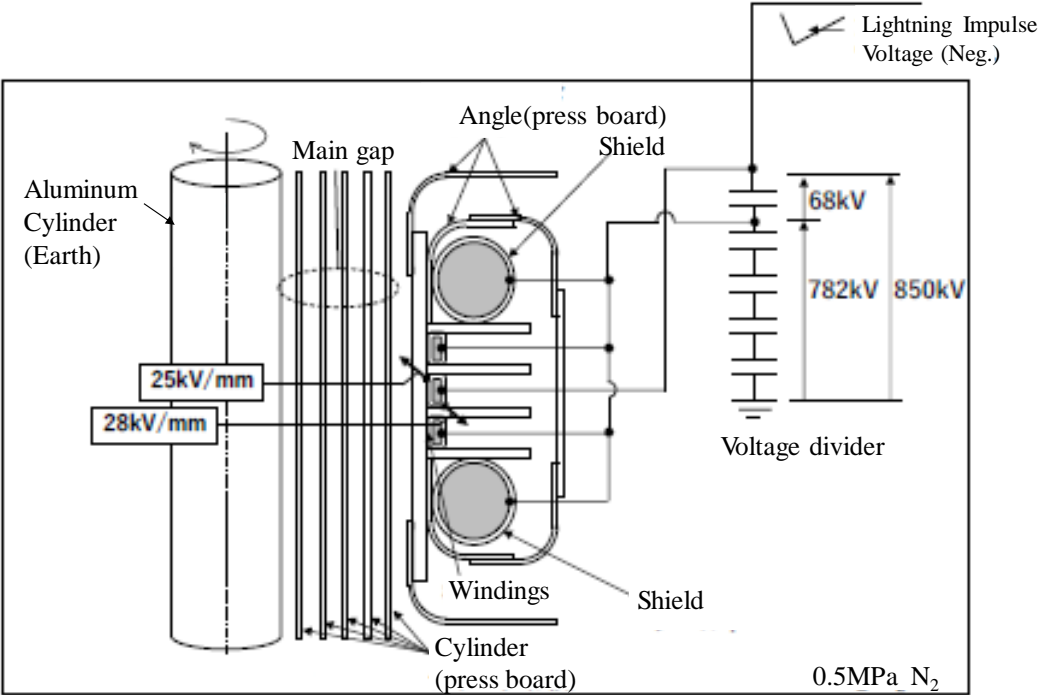 Lightning Impulse
Voltage (Neg.)
Angle(press board)
Shield
Main gap
Aluminum
Cylinder
(Earth)
68kV
782kV
850kV
25kV/mm
28kV/mm
Voltage divider
Windings
Shield
Cylinder
(press board)
0.5MPa N₂